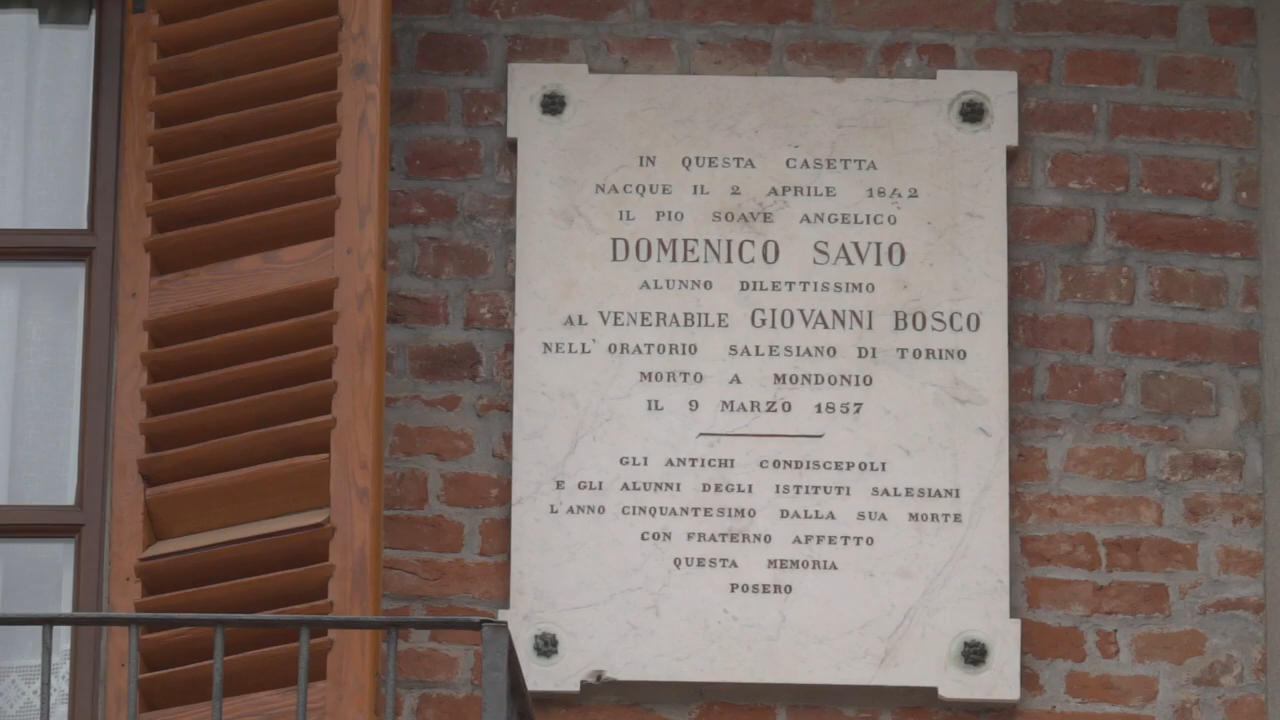 IN QUESTA CASETTA
NACQUE IL 2 APRILE 1842
IL PIO SOAVE ANGELICO
DOMENICO SAVIO
ALUNNO DILETTISSIMO
AL VENERABILE GIOVANNI BOSCO
NELL' ORATORIO SALESIANO DI TORINO
MORTO A MONDONIO
IL 9 MARZO 1857
GLI ANTICHI CONDISCEPOLI
E GLI ALUNNI DEGLI ISTITUTI SALESIANI
L'ANNO CINQUANTESIMO DALLA SUA MORTE
CON FRATERNO AFFETTO
QUESTA MEMORIA
POSERO